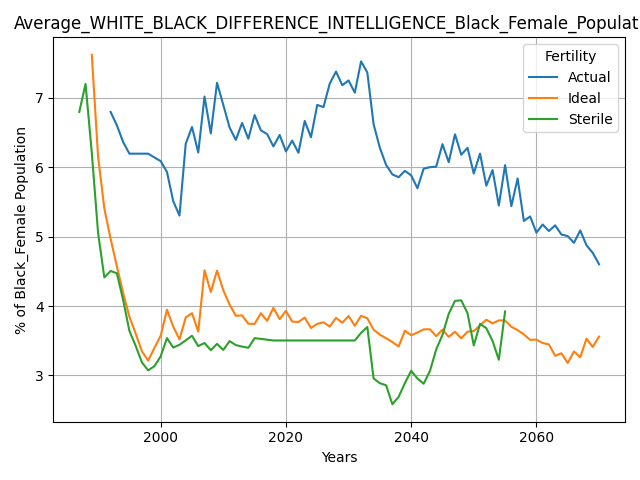 Average_WHITE_BLACK_DIFFERENCE_INTELLIGENCE_Black_Female_Populat
Fertility
Actual
Ideal
Sterile
% of Black_Female Population
7
6
5
4
3
2000
2020
2040
2060
Years